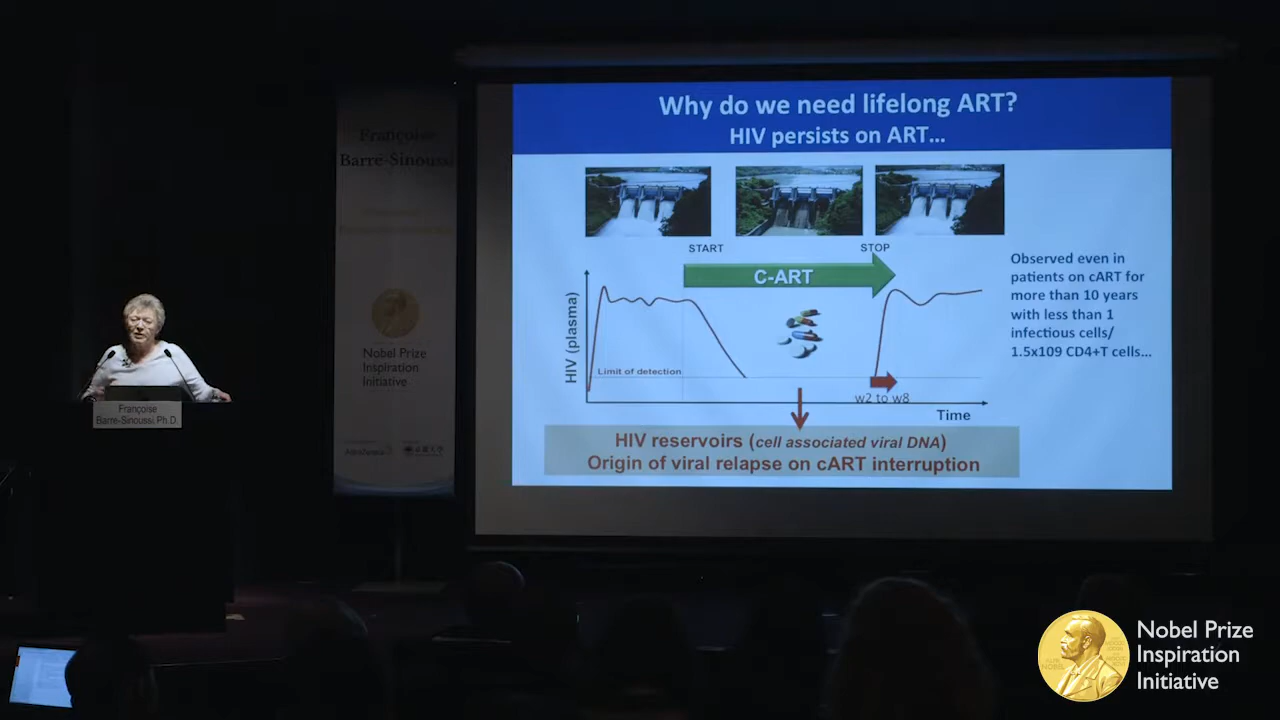 Why do we need lifelong ART?
HIV persists on ART...
START
STOP
C-ART
HIV (plasma)
Limit of detection
w2 to w8
Time
Observed even in
patients on cART for
more than 10 years
with less than 1
infectious cells/
1.5x109 CD4+T cells...
HIV reservoirs (cell associated viral DNA)
Origin of viral relapse on cART interruption
Françoise
Barré-Sinoussi
Nobel Prize
Inspiration
Initiative
AstraZeneca
Françoise
Barre-Sinoussi Ph.D.
Nobel Prize
Inspiration
Initiative